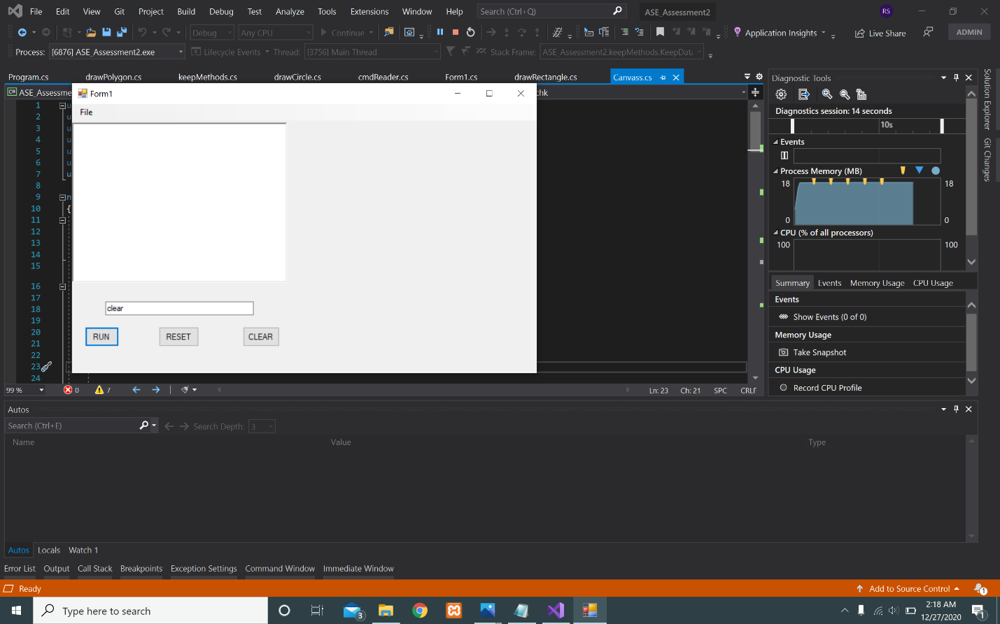 File Edit View Git Project Build Debug Test Analyze Tools Extensions Window Help Search (Ctrl+Q) ASE_Assessment2 RS
Debug Any CPU Continue Application Insights Live Share ADMIN
Process: [6876] ASE_Assessment2.exe Lifecycle Events Thread: [3756] Main Thread Stack Frame: ASE_Assessment2.keepMethods.KeepData
Program.cs drawPolygon.cs keepMethods.cs drawCircle.cs cmdReader.cs Form1.cs drawRectangle.cs Canvass.cs
C# ASE_Assessme
chk
Form1
File
clear
RUN RESET CLEAR
1 u
2 u
3 u
4 u
5 u
6 u
7 u
8
9 n
10 {
11
12
13
14
15
16
17
18
19
20
21
22
23
24
99 % 0 7 Ln: 23 Ch: 21 SPC CRLF
Diagnostic Tools
Diagnostics session: 14 seconds
10s
Events
Process Memory (MB)
18 18
0 0
CPU (% of all processors)
100 100
Summary Events Memory Usage CPU Usage
Events
Show Events (0 of 0)
Memory Usage
Take Snapshot
CPU Usage
Record CPU Profile
Solution Explorer
Git Changes
Autos
Search (Ctrl+E) Search Depth: 3
Name Value Type
Autos Locals Watch 1
Error List Output Call Stack Breakpoints Exception Settings Command Window Immediate Window
Ready Add to Source Control 1
Type here to search 3 2:18 AM
12/27/2020 1